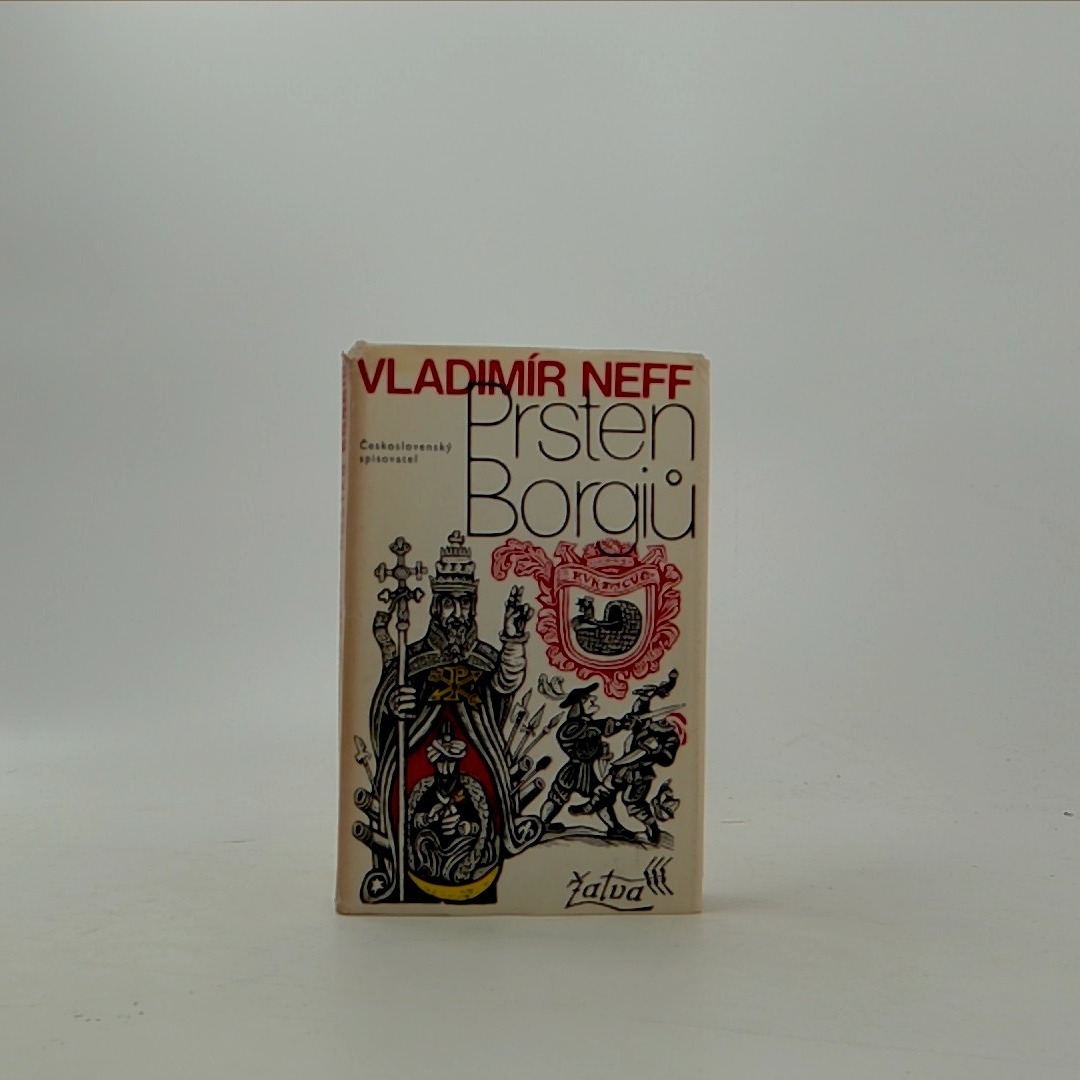 VLADIMÍR NEFF
Prsten
Borgiů
Československý
spisovatel
Žatva